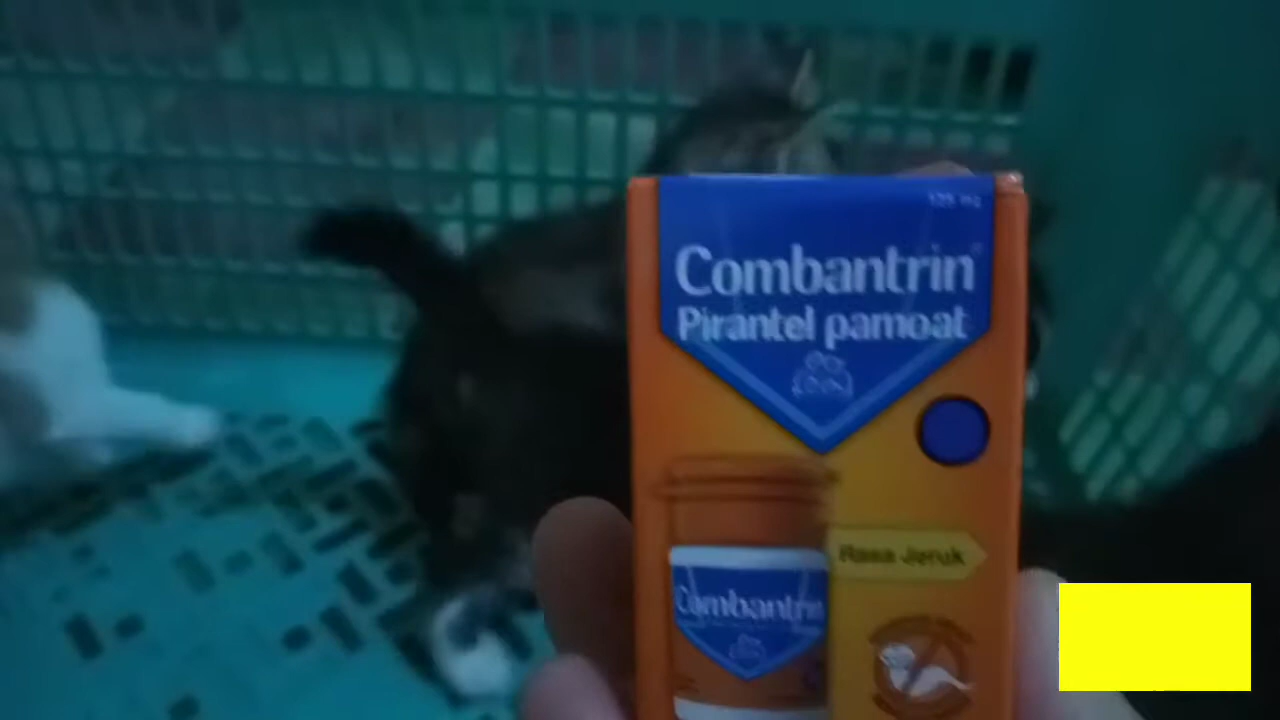 125 mg
Combantrin®
Pirantel pamoat
Rasa Jeruk
Combantrin